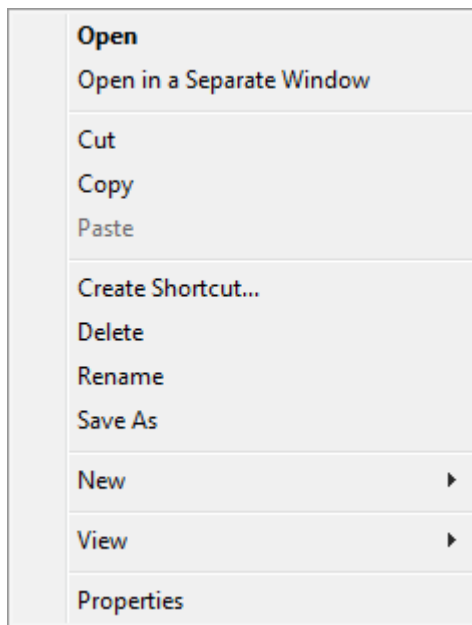 Open
Open in a Separate Window
Cut
Copy
Paste
Create Shortcut...
Delete
Rename
Save As
New
View
Properties